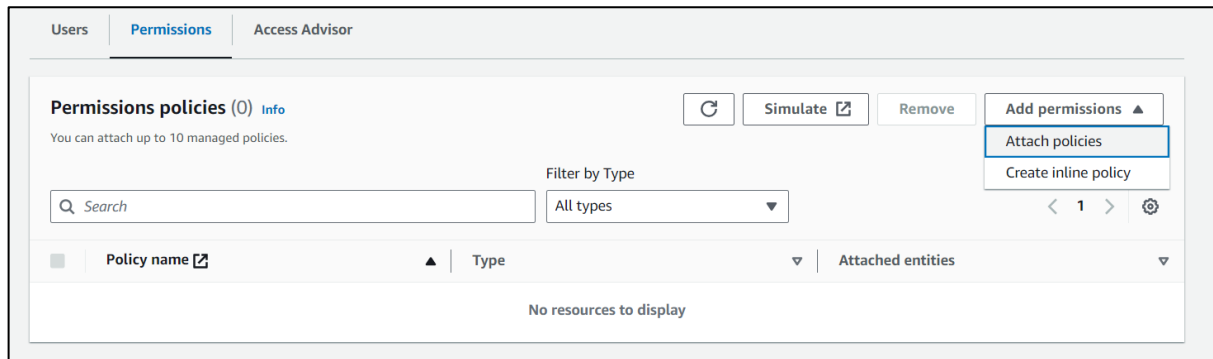 Users Permissions Access Advisor
Permissions policies (0) Info
Simulate Remove Add permissions
You can attach up to 10 managed policies.
Attach policies
Create inline policy
Filter by Type
Search All types 1
Policy name Type Attached entities
No resources to display